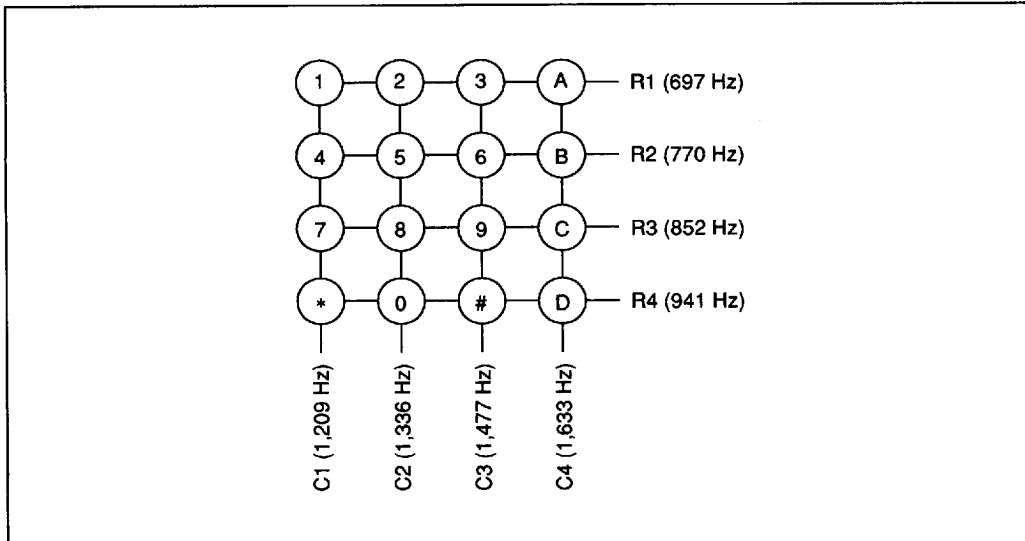 1 2 3 A R1 (697 Hz)
4 5 6 B R2 (770 Hz)
7 8 9 C R3 (852 Hz)
* 0 # D R4 (941 Hz)
C1 (1,209 Hz)
C2 (1,336 Hz)
C3 (1,477 Hz)
C4 (1,633 Hz)